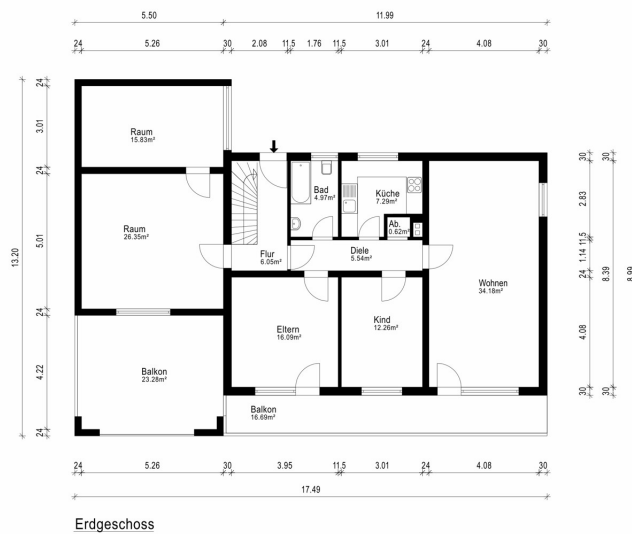 5.50 11.99
24 5.26 30 2.08 11.5 1.76 11.5 3.01 24 4.08 30
13.20
24
3.01
24
6.01
24
4.22
24
30
2.83
11.5
1.14
24
4.08
30
30
8.39
30
8.99
Raum
15.83m²
Raum
26.35m²
Bad
4.97m²
Küche
7.29m²
Ab.
0.62m²
Flur
6.05m²
Diele
5.54m²
Wohnen
34.18m²
Eltern
16.09m²
Kind
12.26m²
Balkon
23.28m²
Balkon
16.69m²
24 5.26 30 3.95 11.5 3.01 24 4.08 30
17.49
Erdgeschoss